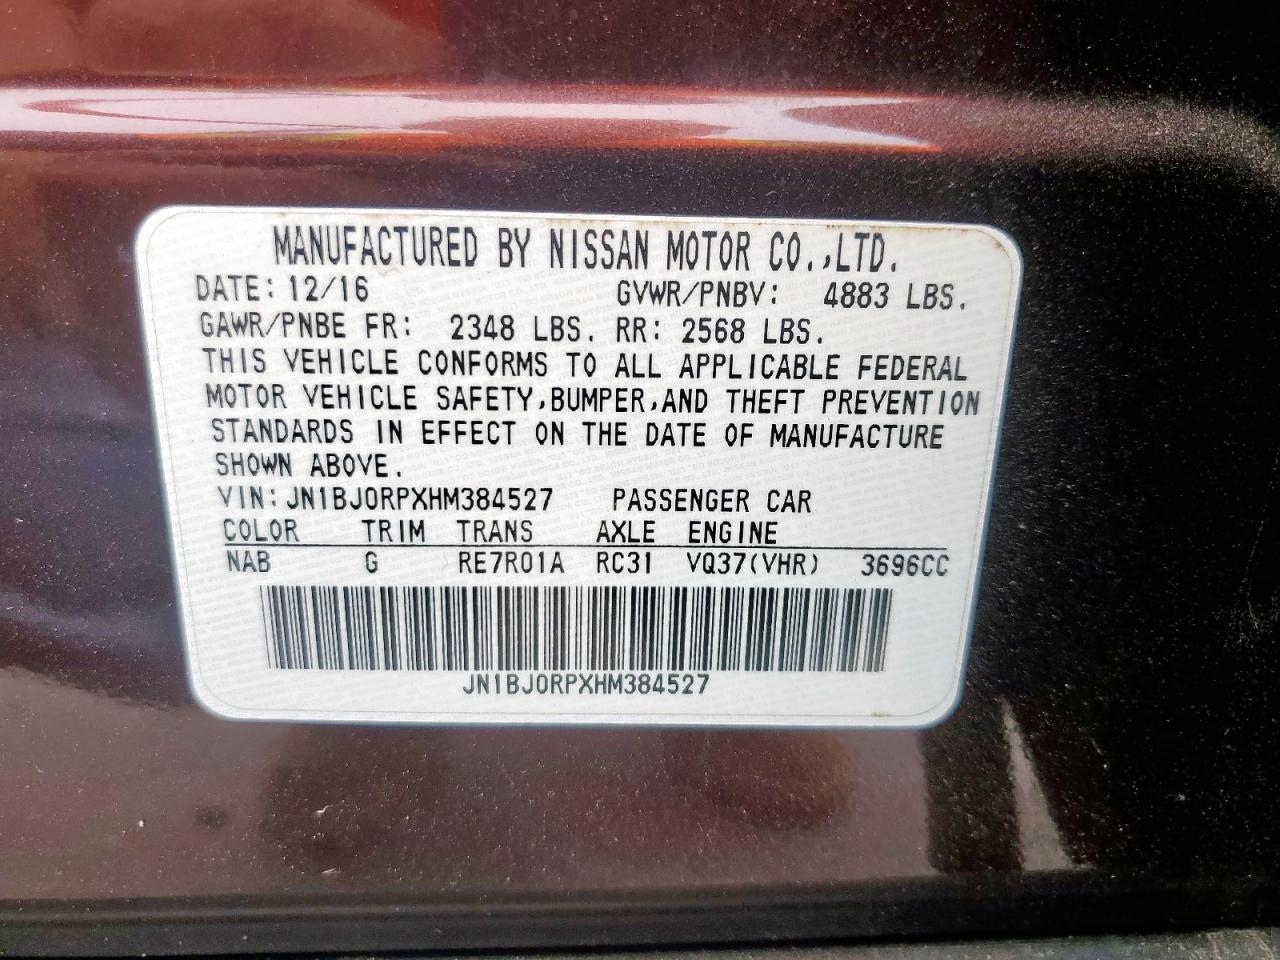 MANUFACTURED BY NISSAN MOTOR CO.,LTD.
DATE: 12/16 GVWR/PNBV: 4883 LBS.
GAWR/PNBE FR: 2348 LBS. RR: 2568 LBS.
THIS VEHICLE CONFORMS TO ALL APPLICABLE FEDERAL
MOTOR VEHICLE SAFETY,BUMPER,AND THEFT PREVENTION
STANDARDS IN EFFECT ON THE DATE OF MANUFACTURE
SHOWN ABOVE.
VIN:JN1BJ0RPXHM384527 PASSENGER CAR
COLOR TRIM TRANS AXLE ENGINE
NAB G RE7R01A RC31 VQ37(VHR) 3696CC
JN1BJ0RPXHM384527